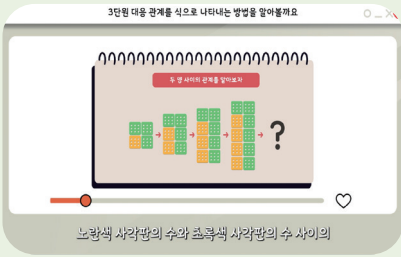 3단원 대응 관계를 식으로 나타내는 방법을 알아볼까요
두 양 사이의 관계를 알아보자
?
노란색 사각판의 수와 초록색 사각판의 수 사이의